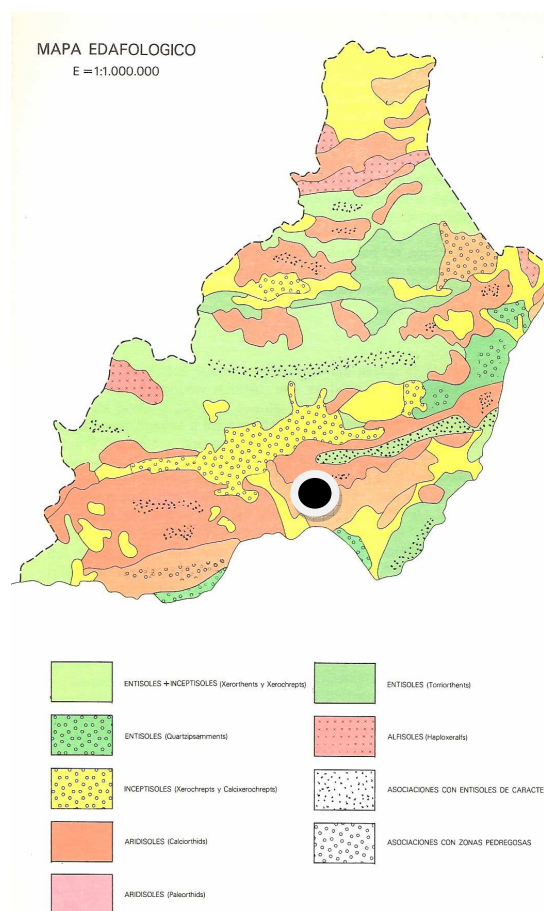 MAPA EDAFOLOGICO
E = 1:1.000.000
ENTISOLES + INCEPTISOLES (Xerorthents y Xerochrepts)
ENTISOLES (Torriorthents)
ENTISOLES (Quartzipsamments)
ALFISOLES (Haploxeralfs)
INCEPTISOLES (Xerochrepts y Calcixerochrepts)
ASOCIACIONES CON ENTISOLES DE CARACTE
ARIDISOLES (Calciorthids)
ASOCIACIONES CON ZONAS PEDREGOSAS
ARIDISOLES (Paleorthids)